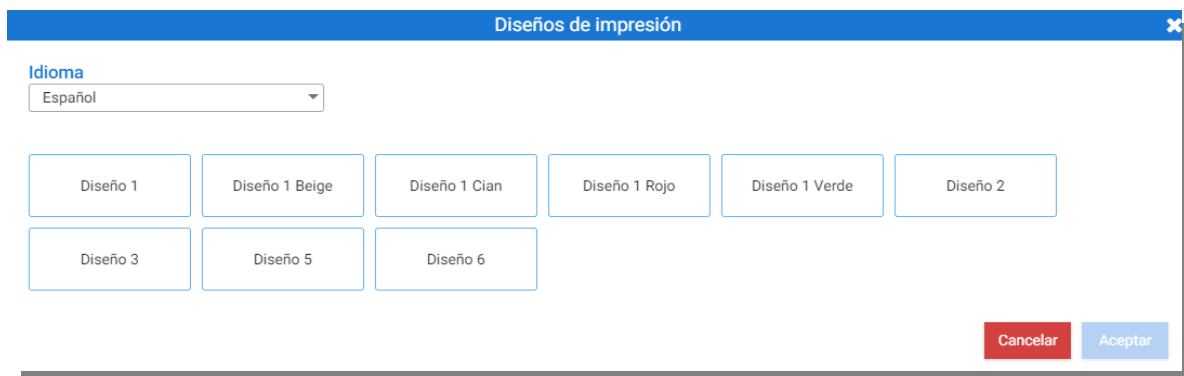 Diseños de impresión
Idioma
Español
Diseño 1 Diseño 1 Beige Diseño 1 Cian Diseño 1 Rojo Diseño 1 Verde Diseño 2
Diseño 3 Diseño 5 Diseño 6
Cancelar Aceptar